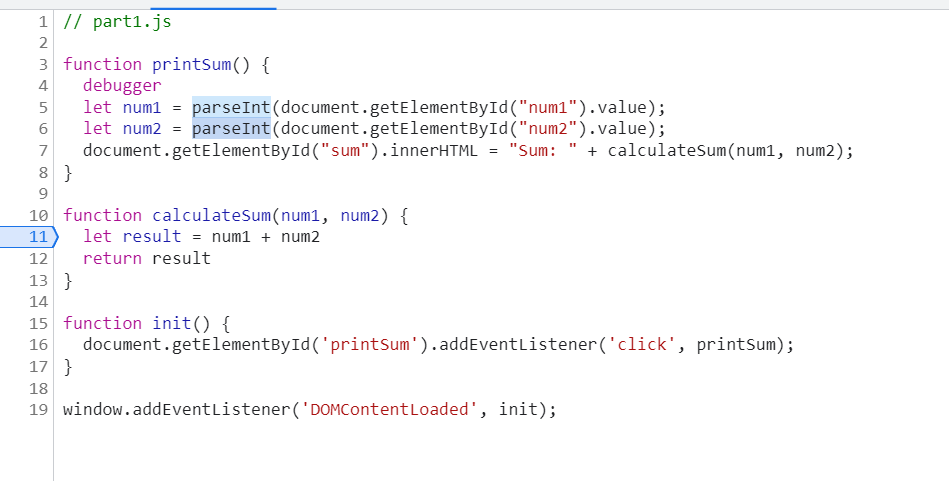 1 // part1.js
2
3 function printSum() {
4   debugger
5   let num1 = parseInt(document.getElementById("num1").value);
6   let num2 = parseInt(document.getElementById("num2").value);
7   document.getElementById("sum").innerHTML = "Sum: " + calculateSum(num1, num2);
8 }
9
10 function calculateSum(num1, num2) {
11   let result = num1 + num2
12   return result
13 }
14
15 function init() {
16   document.getElementById('printSum').addEventListener('click', printSum);
17 }
18
19 window.addEventListener('DOMContentLoaded', init);